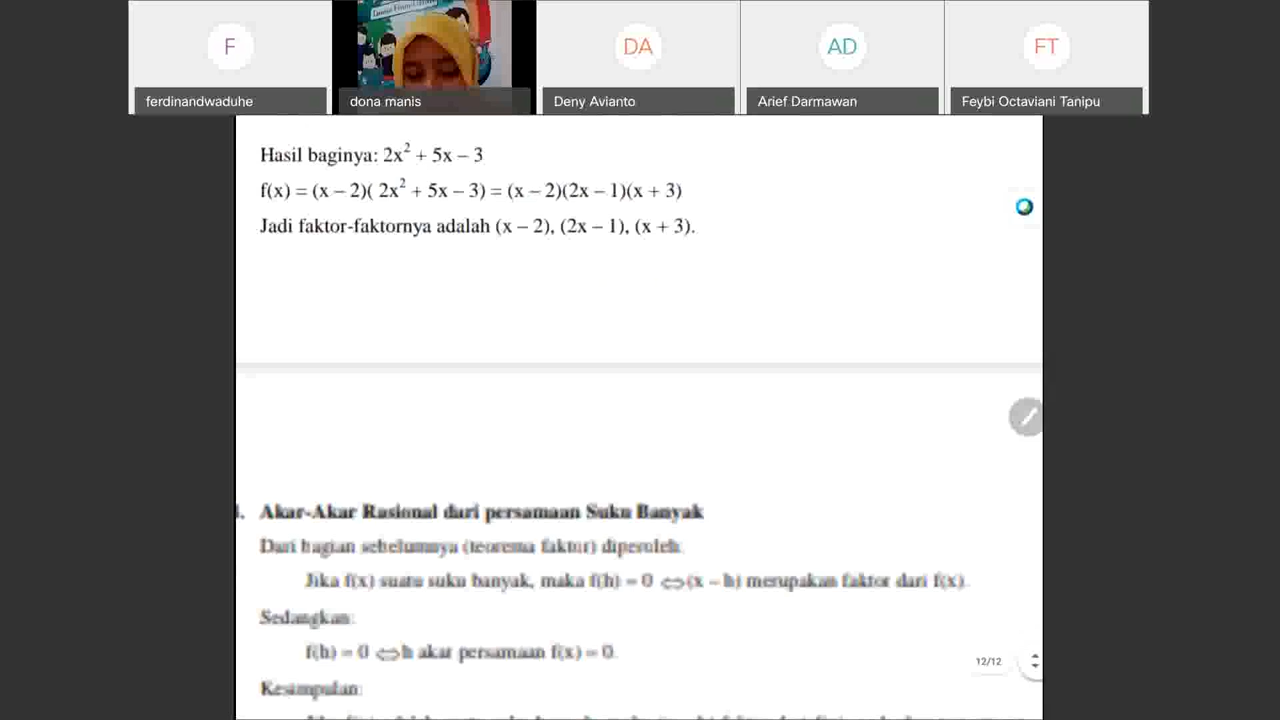 F
DA
AD
FT
ferdinandwaduhe
dona manis
Deny Avianto
Arief Darmawan
Feybi Octaviani Tanipu
Hasil baginya: 2x² + 5x – 3
f(x) = (x – 2)( 2x² + 5x – 3) = (x – 2)(2x – 1)(x + 3)
Jadi faktor-faktornya adalah (x – 2), (2x – 1), (x + 3).
Akar-Akar Rasional dari persamaan Suku Banyak
Dari bagian sebelumnya (teorema faktor) diperoleh:
Jika f(x) suatu suku banyak, maka f(h) = 0 ⇔ (x – h) merupakan faktor dari f(x).
Sedangkan:
f(h) = 0 ⇔ h akar persamaan f(x) = 0.
12/12
Kesimpulan: